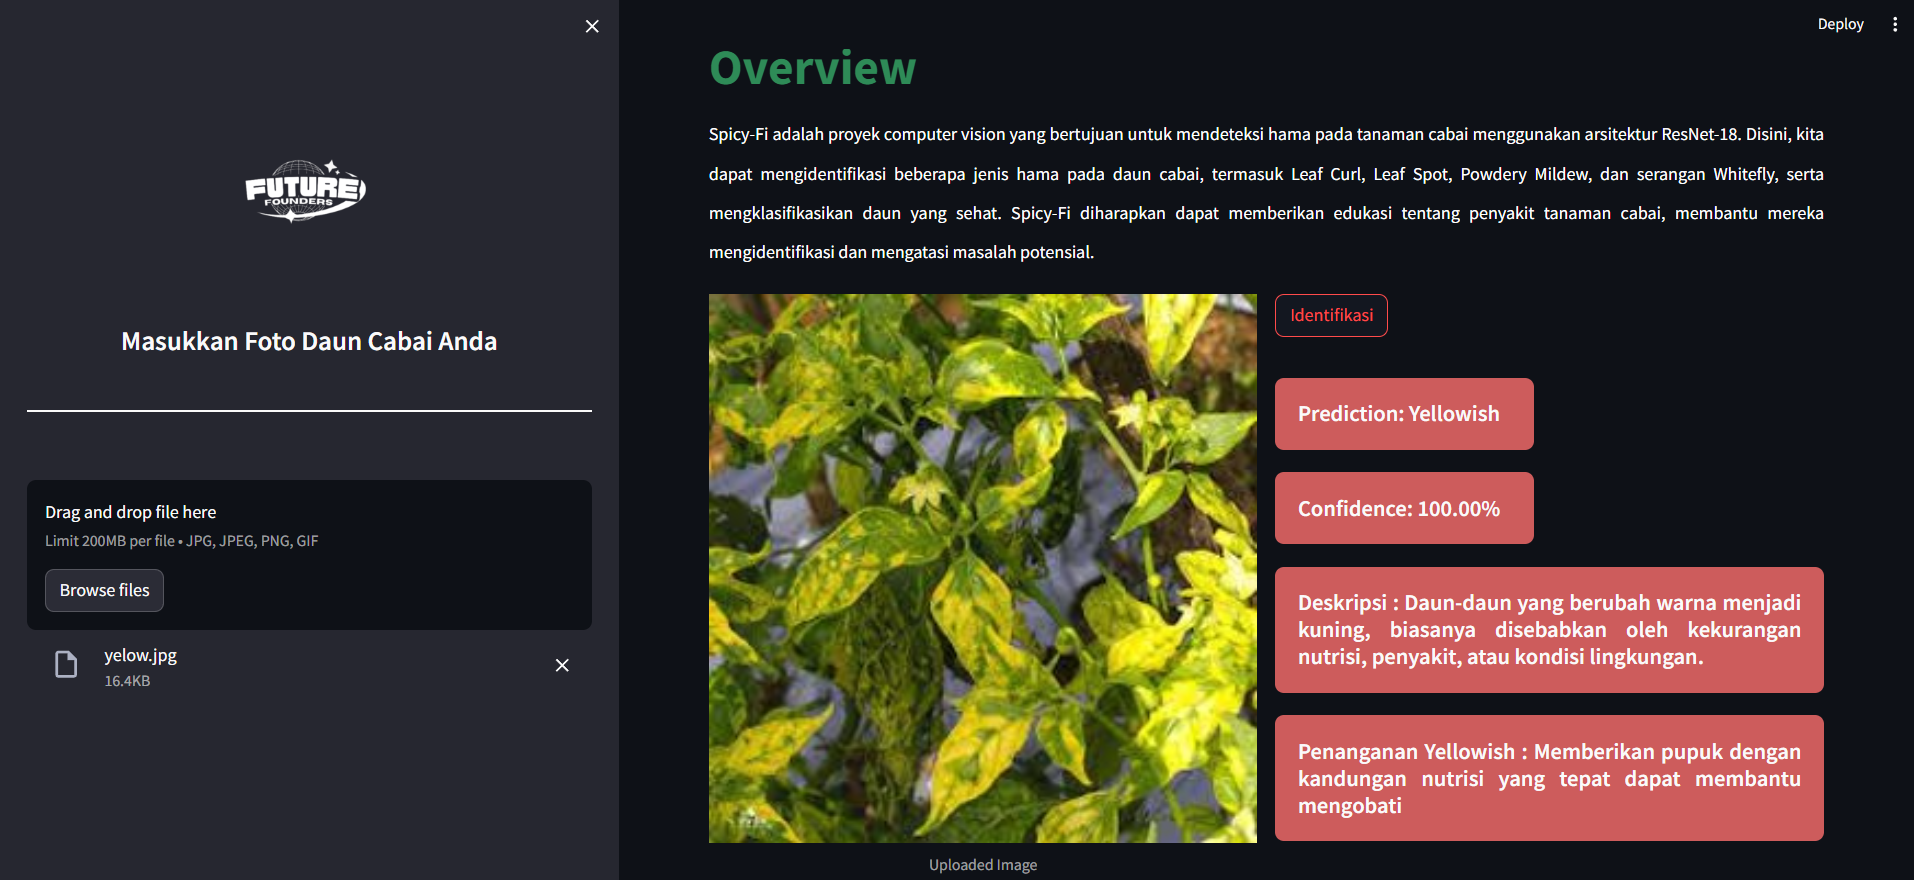 Deploy
FUTURE
FOUNDERS
Masukkan Foto Daun Cabai Anda
Drag and drop file here
Limit 200MB per file • JPG, JPEG, PNG, GIF
Browse files
yelow.jpg
16.4KB
Overview
Spicy-Fi adalah proyek computer vision yang bertujuan untuk mendeteksi hama pada tanaman cabai menggunakan arsitektur ResNet-18. Disini, kita
dapat mengidentifikasi beberapa jenis hama pada daun cabai, termasuk Leaf Curl, Leaf Spot, Powdery Mildew, dan serangan Whitefly, serta
mengklasifikasikan daun yang sehat. Spicy-Fi diharapkan dapat memberikan edukasi tentang penyakit tanaman cabai, membantu mereka
mengidentifikasi dan mengatasi masalah potensial.
Identifikasi
Prediction: Yellowish
Confidence: 100.00%
Deskripsi : Daun-daun yang berubah warna menjadi
kuning, biasanya disebabkan oleh kekurangan
nutrisi, penyakit, atau kondisi lingkungan.
Penanganan Yellowish : Memberikan pupuk dengan
kandungan nutrisi yang tepat dapat membantu
mengobati
Uploaded Image